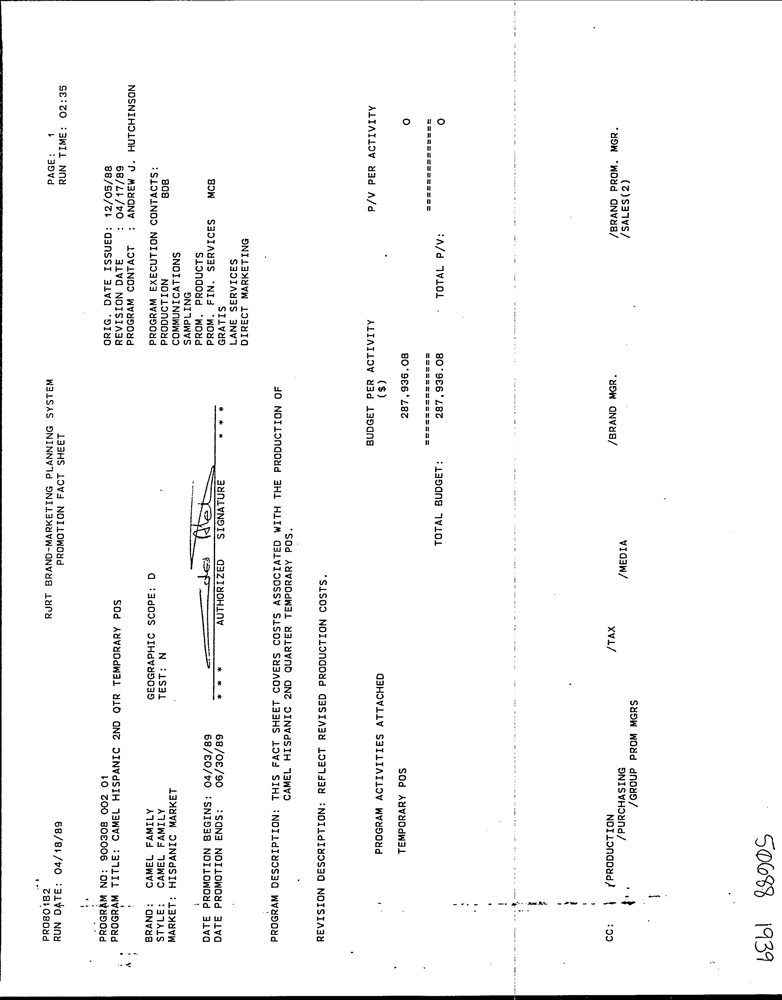 PRO801B2 RJRT BRAND-MARKETING PLANNING SYSTEM PAGE: 1
RUN DATE: 04/18/89 PROMOTION FACT SHEET RUN TIME: 02:35
PROGRAM NO: 900308 002 01 ORIG. DATE ISSUED: 12/05/88
PROGRAM TITLE: CAMEL HISPANIC 2ND QTR TEMPORARY POS REVISION DATE : 04/17/89
PROGRAM CONTACT : ANDREW J. HUTCHINSON
BRAND: CAMEL FAMILY GEOGRAPHIC SCOPE: D PROGRAM EXECUTION CONTACTS:
STYLE: CAMEL FAMILY TEST: N PRODUCTION BDB
MARKET: HISPANIC MARKET COMMUNICATIONS
SAMPLING
PROM. PRODUCTS
DATE PROMOTION BEGINS: 04/03/89 PROM. FIN. SERVICES MCB
DATE PROMOTION ENDS: 06/30/89 * * * AUTHORIZED SIGNATURE * * * GRATIS
LANE SERVICES
DIRECT MARKETING
PROGRAM DESCRIPTION: THIS FACT SHEET COVERS COSTS ASSOCIATED WITH THE PRODUCTION OF
CAMEL HISPANIC 2ND QUARTER TEMPORARY POS.
REVISION DESCRIPTION: REFLECT REVISED PRODUCTION COSTS.
PROGRAM ACTIVITIES ATTACHED BUDGET PER ACTIVITY P/V PER ACTIVITY
($)
TEMPORARY POS 287,936.08 0
============== ==============
TOTAL BUDGET: 287,936.08 TOTAL P/V: 0
CC: /PRODUCTION /TAX /MEDIA /BRAND MGR. /BRAND PROM. MGR.
/PURCHASING /SALES(2)
/GROUP PROM MGRS
50688 1939